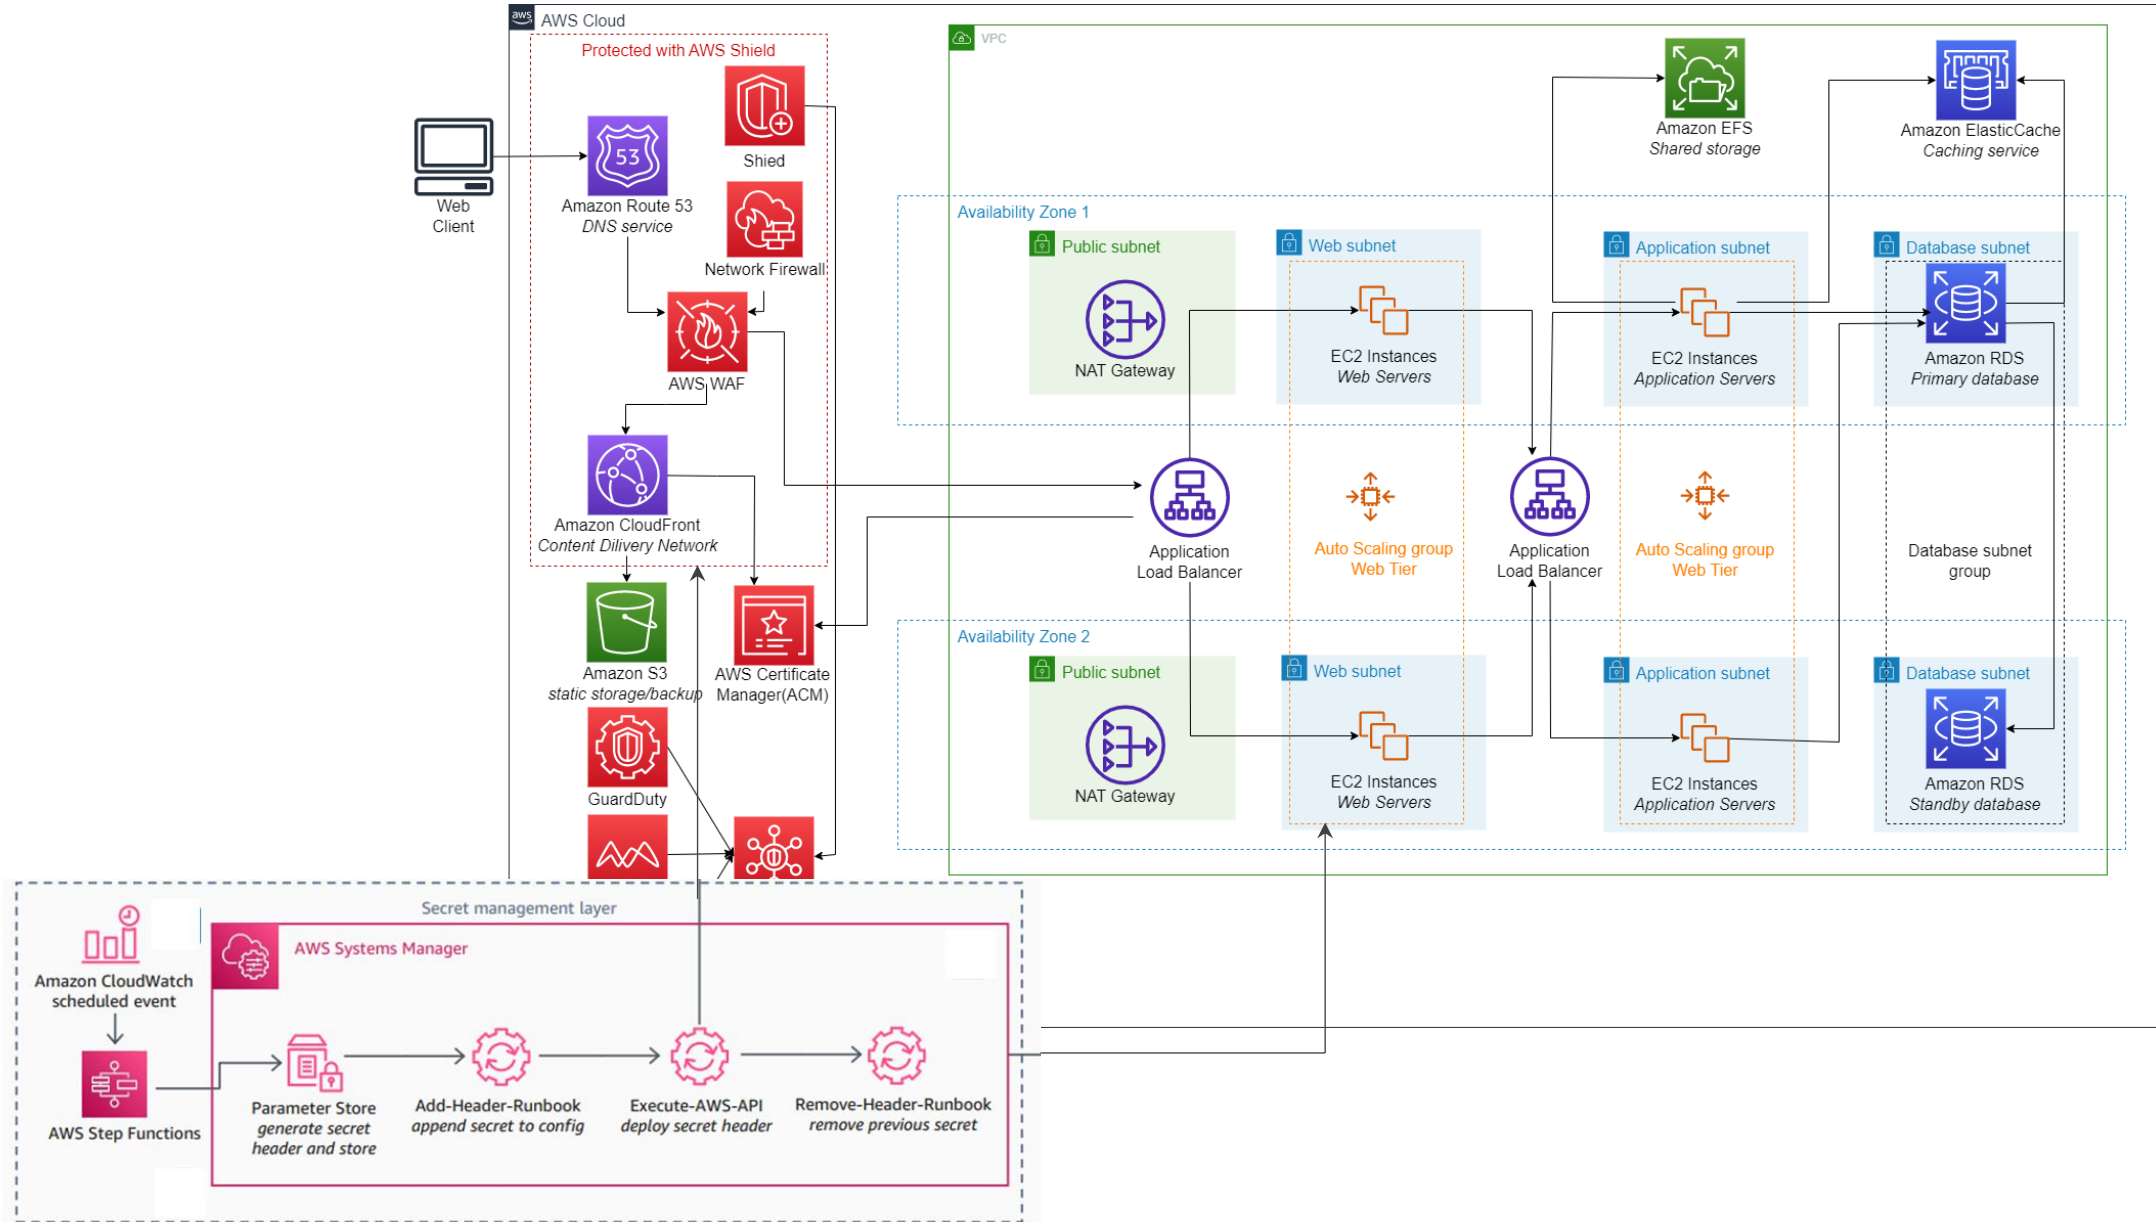 aws
AWS Cloud
Protected with AWS Shield
Shied
Web
Client
53
Amazon Route 53
DNS service
Network Firewall
AWS WAF
Amazon CloudFront
Content Dilivery Network
Amazon S3
static storage/backup
AWS Certificate
Manager(ACM)
GuardDuty
VPC
Amazon EFS
Shared storage
Amazon ElasticCache
Caching service
Availability Zone 1
Public subnet
NAT Gateway
Web subnet
EC2 Instances
Web Servers
Application subnet
EC2 Instances
Application Servers
Database subnet
Amazon RDS
Primary database
Application
Load Balancer
Auto Scaling group
Web Tier
Application
Load Balancer
Auto Scaling group
Web Tier
Database subnet
group
Availability Zone 2
Public subnet
NAT Gateway
Web subnet
EC2 Instances
Web Servers
Application subnet
EC2 Instances
Application Servers
Database subnet
Amazon RDS
Standby database
Secret management layer
Amazon CloudWatch
scheduled event
AWS Step Functions
AWS Systems Manager
Parameter Store
generate secret
header and store
Add-Header-Runbook
append secret to config
Execute-AWS-API
deploy secret header
Remove-Header-Runbook
remove previous secret